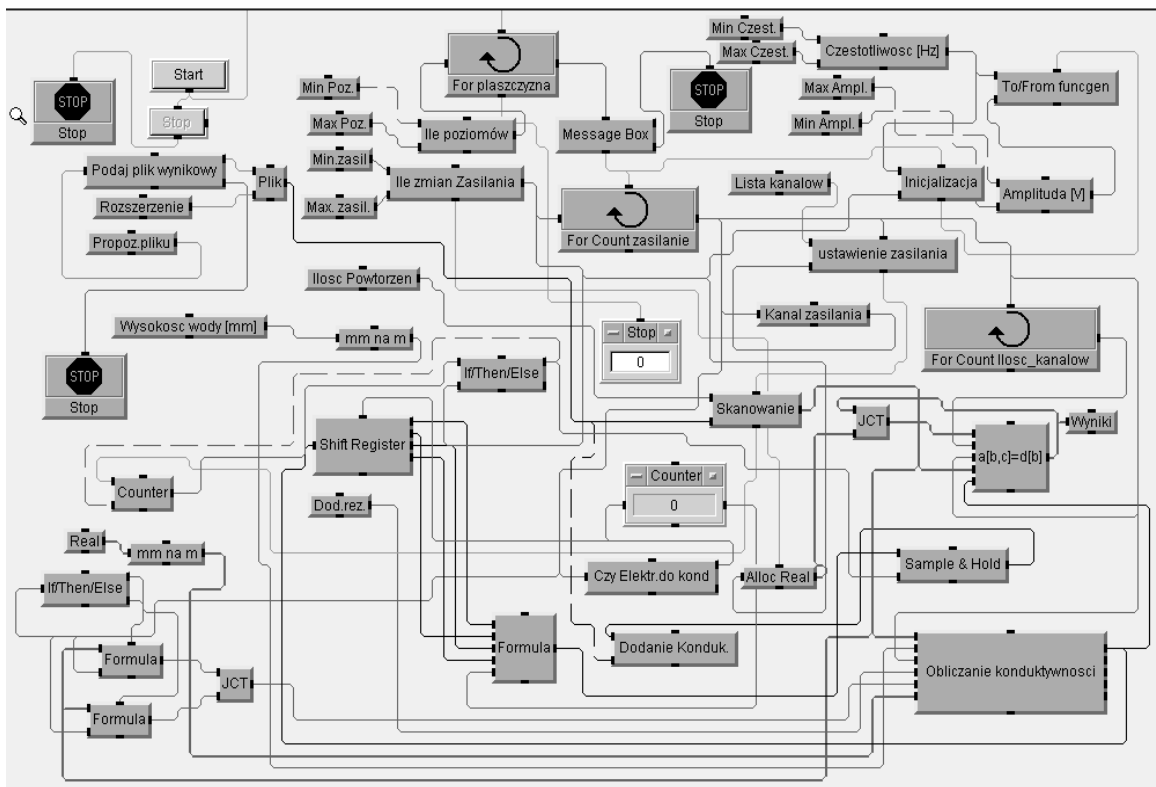 Start
STOP
Stop
Stop
Podaj plik wynikowy
Rozszerzenie
Propoz.pliku
Plik
Min Poz.
Max Poz.
Min.zasil
Max. zasil.
For plaszczyzna
Ile poziomów
Ile zmian Zasilania
Message Box
STOP
Stop
For Count zasilanie
Min Czest.
Max Czest.
Czestotliwosc [Hz]
To/From funcgen
Max Ampl.
Min Ampl.
Lista kanalow
Inicjalizacja
Amplituda [V]
ustawienie zasilania
Kanal zasilania
For Count Ilosc_kanalow
Ilosc Powtorzen
Wysokosc wody [mm]
mm na m
STOP
Stop
Stop
0
If/Then/Else
Skanowanie
Shift Register
JCT
Wyniki
a[b,c]=d[b]
Counter
Dod.rez.
Counter
0
Real
mm na m
If/Then/Else
Czy Elektr.do kond
Alloc Real
Sample & Hold
Formula
Formula
JCT
Formula
Dodanie Konduk.
Obliczanie konduktywnosci